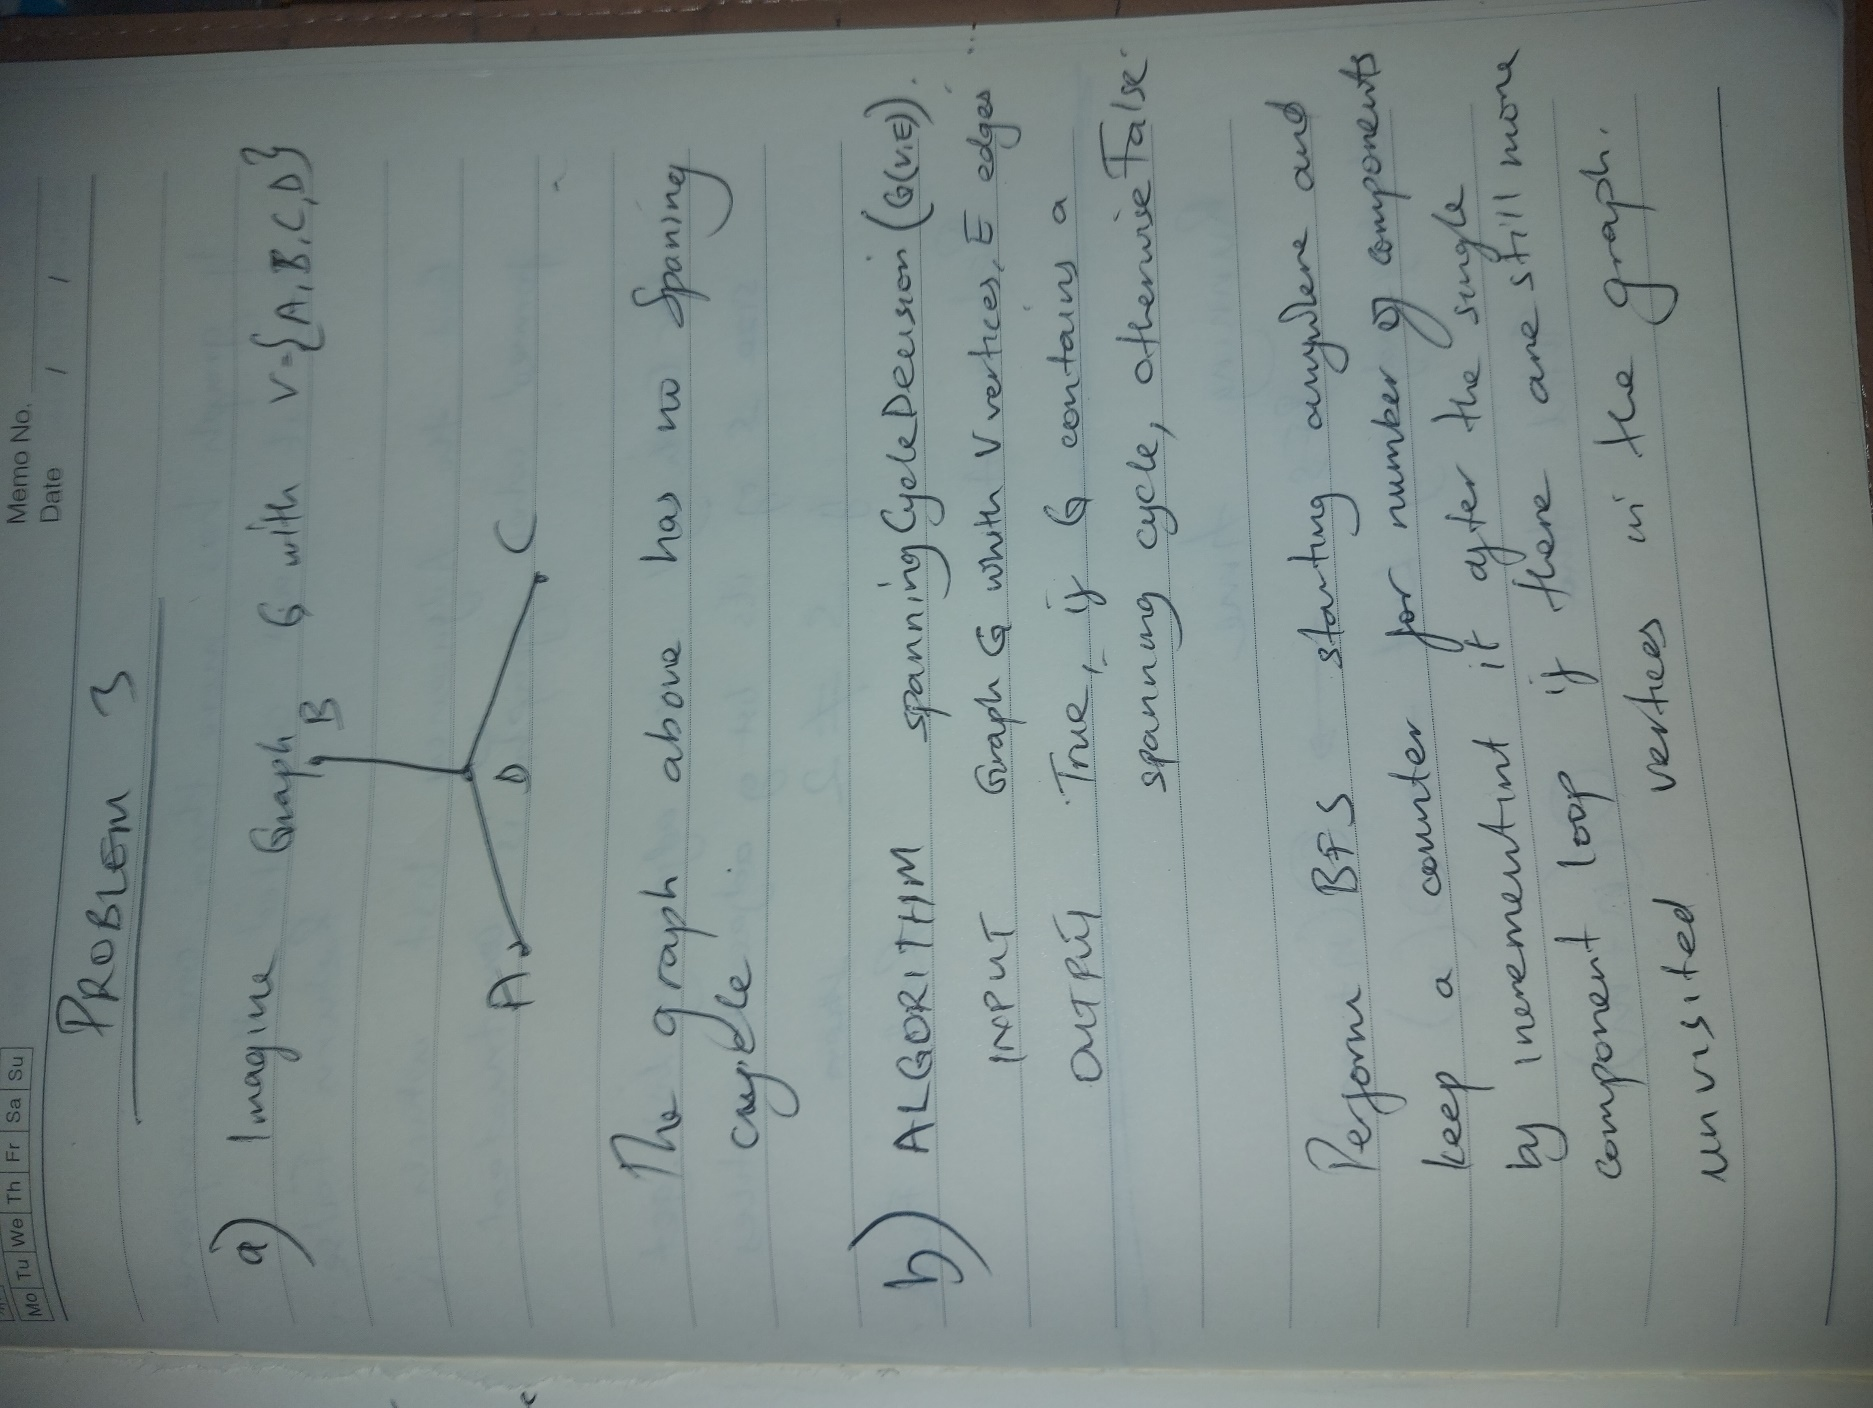 Mo Tu We Th Fr Sa Su
Memo No.
Date / /
PROBLEM 3
a) Imagine Graph G with V={A,B,C,D}
B
A D C
The graph above has no Spaning
cycle.
b) ALGORITHM spanningCycleDecision(G(V,E)).
INPUT Graph G with V vertices, E edges
OUTPUT True, if G contains a
spanning cycle, otherwise False.
Perform BFS starting anywhere and
keep a counter for number of components
by incrementint it after the single
component loop if there are still more
unvisited vertices in the graph.